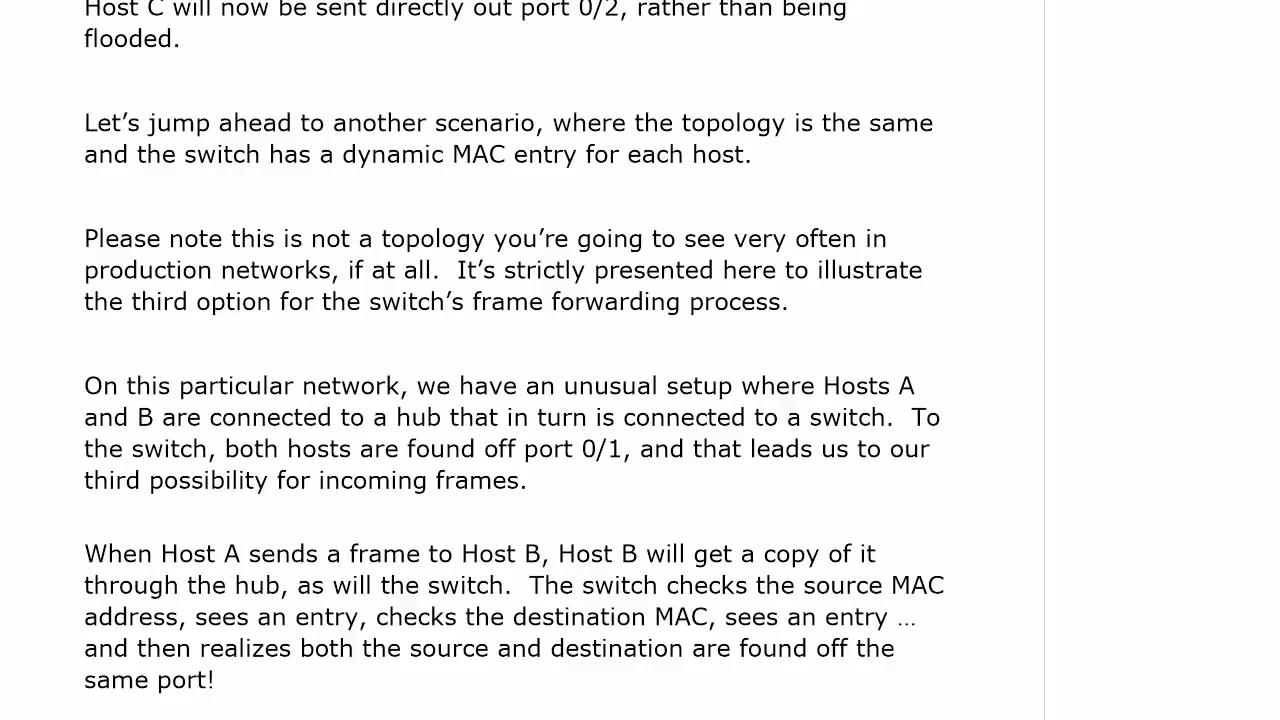 Host C will now be sent directly out port 0/2, rather than being
flooded.
Let’s jump ahead to another scenario, where the topology is the same
and the switch has a dynamic MAC entry for each host.
Please note this is not a topology you’re going to see very often in
production networks, if at all.  It’s strictly presented here to illustrate
the third option for the switch’s frame forwarding process.
On this particular network, we have an unusual setup where Hosts A
and B are connected to a hub that in turn is connected to a switch.  To
the switch, both hosts are found off port 0/1, and that leads us to our
third possibility for incoming frames.
When Host A sends a frame to Host B, Host B will get a copy of it
through the hub, as will the switch.  The switch checks the source MAC
address, sees an entry, checks the destination MAC, sees an entry …
and then realizes both the source and destination are found off the
same port!